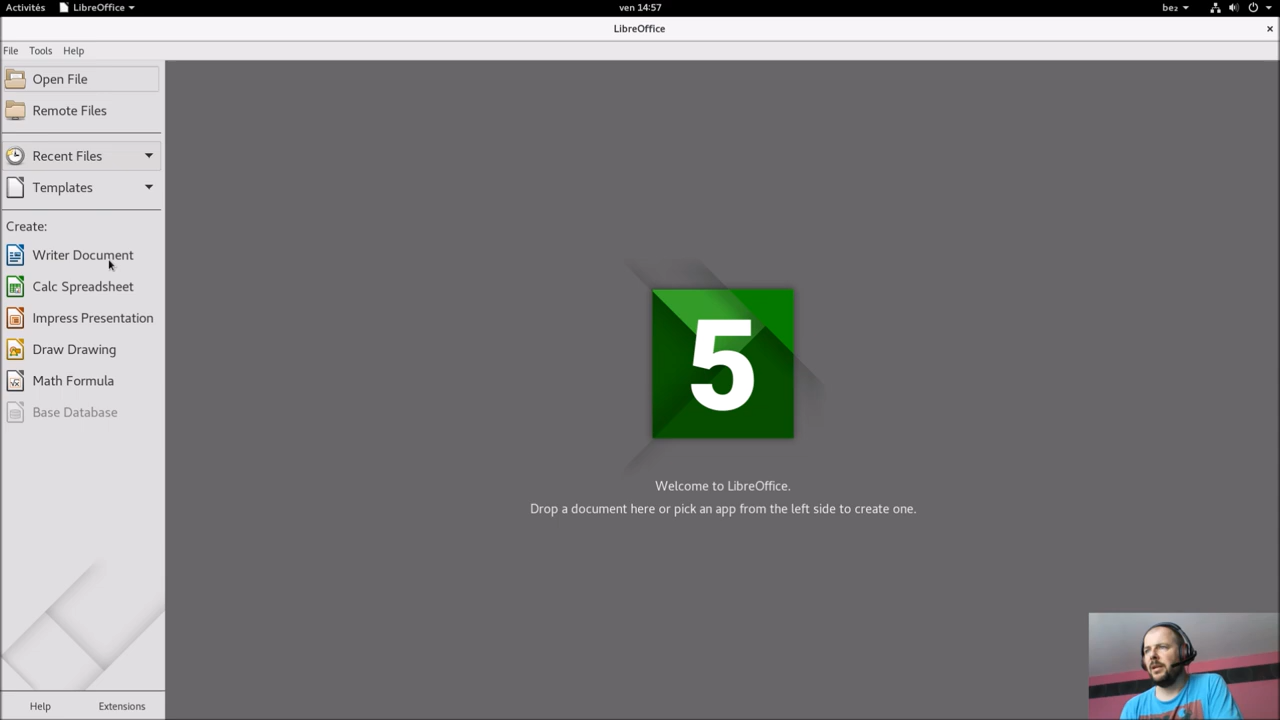 Activités LibreOffice ven 14:57 be2
LibreOffice
File Tools Help
Open File
Remote Files
Recent Files
Templates
Create:
Writer Document
Calc Spreadsheet
Impress Presentation
Draw Drawing
Math Formula
Base Database
5
Welcome to LibreOffice.
Drop a document here or pick an app from the left side to create one.
Help Extensions